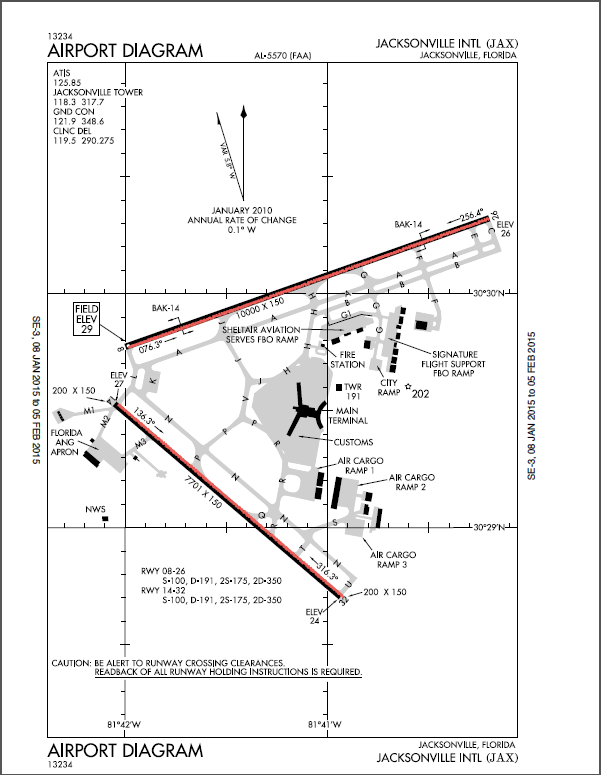 13234
AIRPORT DIAGRAM
AL-5570 (FAA)
JACKSONVILLE INTL (JAX)
JACKSONVILLE, FLORIDA
ATIS
125.85
JACKSONVILLE TOWER
118.3 317.7
GND CON
121.9 348.6
CLNC DEL
119.5 290.275
VAR. 5.8° W
JANUARY 2010
ANNUAL RATE OF CHANGE
0.1° W
BAK-14
256.4°
26
ELEV
26
C
E
A
B
F
F
A
B
G
G
H
A
B
H
30°30'N
FIELD
ELEV
29
BAK-14
10000 X 150
A
G1
G
G
8
076.3°
A
SHELTAIR AVIATION
SERVES FBO RAMP
FIRE
STATION
SIGNATURE
FLIGHT SUPPORT
FBO RAMP
ELEV
27
K
J
H
H
V
TWR
191
CITY
RAMP
202
200 X 150
14
136.3°
M1
M2
M3
N
P
P
P
R
MAIN
TERMINAL
FLORIDA
ANG
APRON
CUSTOMS
AIR CARGO
RAMP 1
AIR CARGO
RAMP 2
7701 X 150
N
R
NWS
Q
R
N
S
30°29'N
T
N
U
AIR CARGO
RAMP 3
RWY 08-26
S-100, D-191, 2S-175, 2D-350
RWY 14-32
S-100, D-191, 2S-175, 2D-350
316.3°
32
200 X 150
ELEV
24
CAUTION: BE ALERT TO RUNWAY CROSSING CLEARANCES.
READBACK OF ALL RUNWAY HOLDING INSTRUCTIONS IS REQUIRED.
81°42'W
81°41'W
SE-3, 08 JAN 2015 to 05 FEB 2015
SE-3, 08 JAN 2015 to 05 FEB 2015
AIRPORT DIAGRAM
13234
JACKSONVILLE, FLORIDA
JACKSONVILLE INTL (JAX)